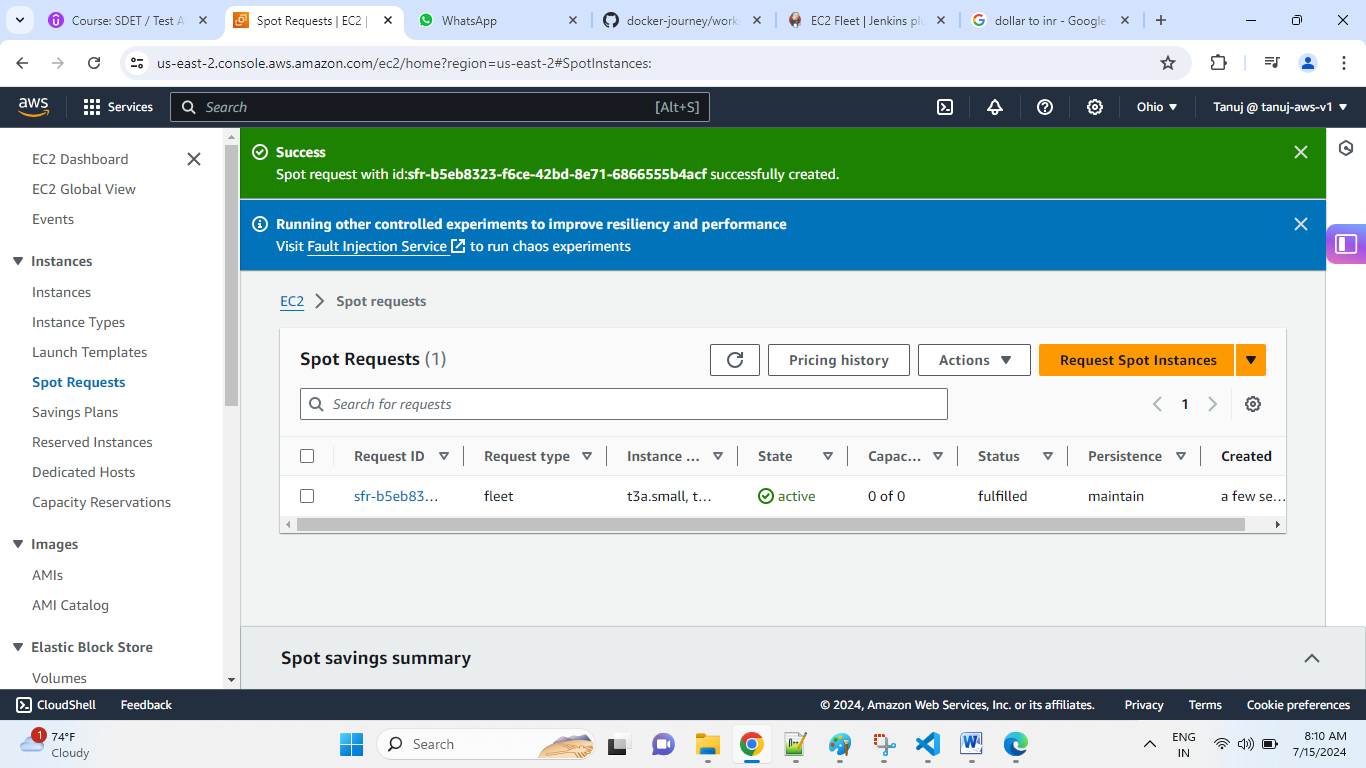 Course: SDET / Test A
Spot Requests | EC2 |
WhatsApp
docker-journey/work
EC2 Fleet | Jenkins plu
dollar to inr - Google
us-east-2.console.aws.amazon.com/ec2/home?region=us-east-2#SpotInstances:
aws
Services
Search
[Alt+S]
Ohio
Tanuj @ tanuj-aws-v1
EC2 Dashboard
EC2 Global View
Events
Instances
Instances
Instance Types
Launch Templates
Spot Requests
Savings Plans
Reserved Instances
Dedicated Hosts
Capacity Reservations
Images
AMIs
AMI Catalog
Elastic Block Store
Volumes
Success
Spot request with id:sfr-b5eb8323-f6ce-42bd-8e71-6866555b4acf successfully created.
Running other controlled experiments to improve resiliency and performance
Visit Fault Injection Service to run chaos experiments
EC2 > Spot requests
Spot Requests (1)
Pricing history
Actions
Request Spot Instances
Search for requests
1
Request ID Request type Instance ... State Capac... Status Persistence Created
sfr-b5eb83... fleet t3a.small, t... active 0 of 0 fulfilled maintain a few se...
Spot savings summary
CloudShell
Feedback
© 2024, Amazon Web Services, Inc. or its affiliates.
Privacy
Terms
Cookie preferences
1
74°F
Cloudy
Search
ENG
IN
8:10 AM
7/15/2024